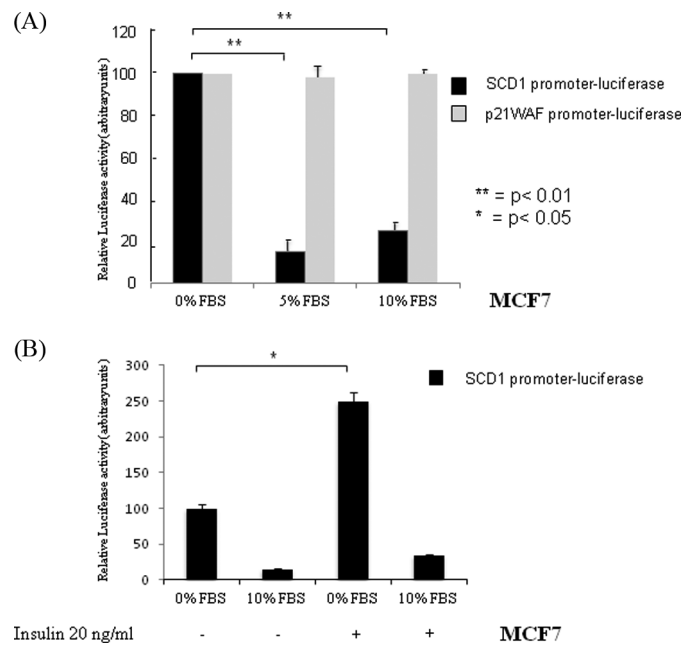 (A)
Relative Luciferase activity (arbitraryunits)
120
100
80
60
40
20
0
**
**
0% FBS
5% FBS
10% FBS
SCD1 promoter-luciferase
p21WAF promoter-luciferase
** = p< 0.01
* = p< 0.05
MCF7
(B)
Relative Luciferase activity (arbitraryunits)
300
250
200
150
100
50
0
*
SCD1 promoter-luciferase
0% FBS
10% FBS
0% FBS
10% FBS
Insulin 20 ng/ml - - + + MCF7